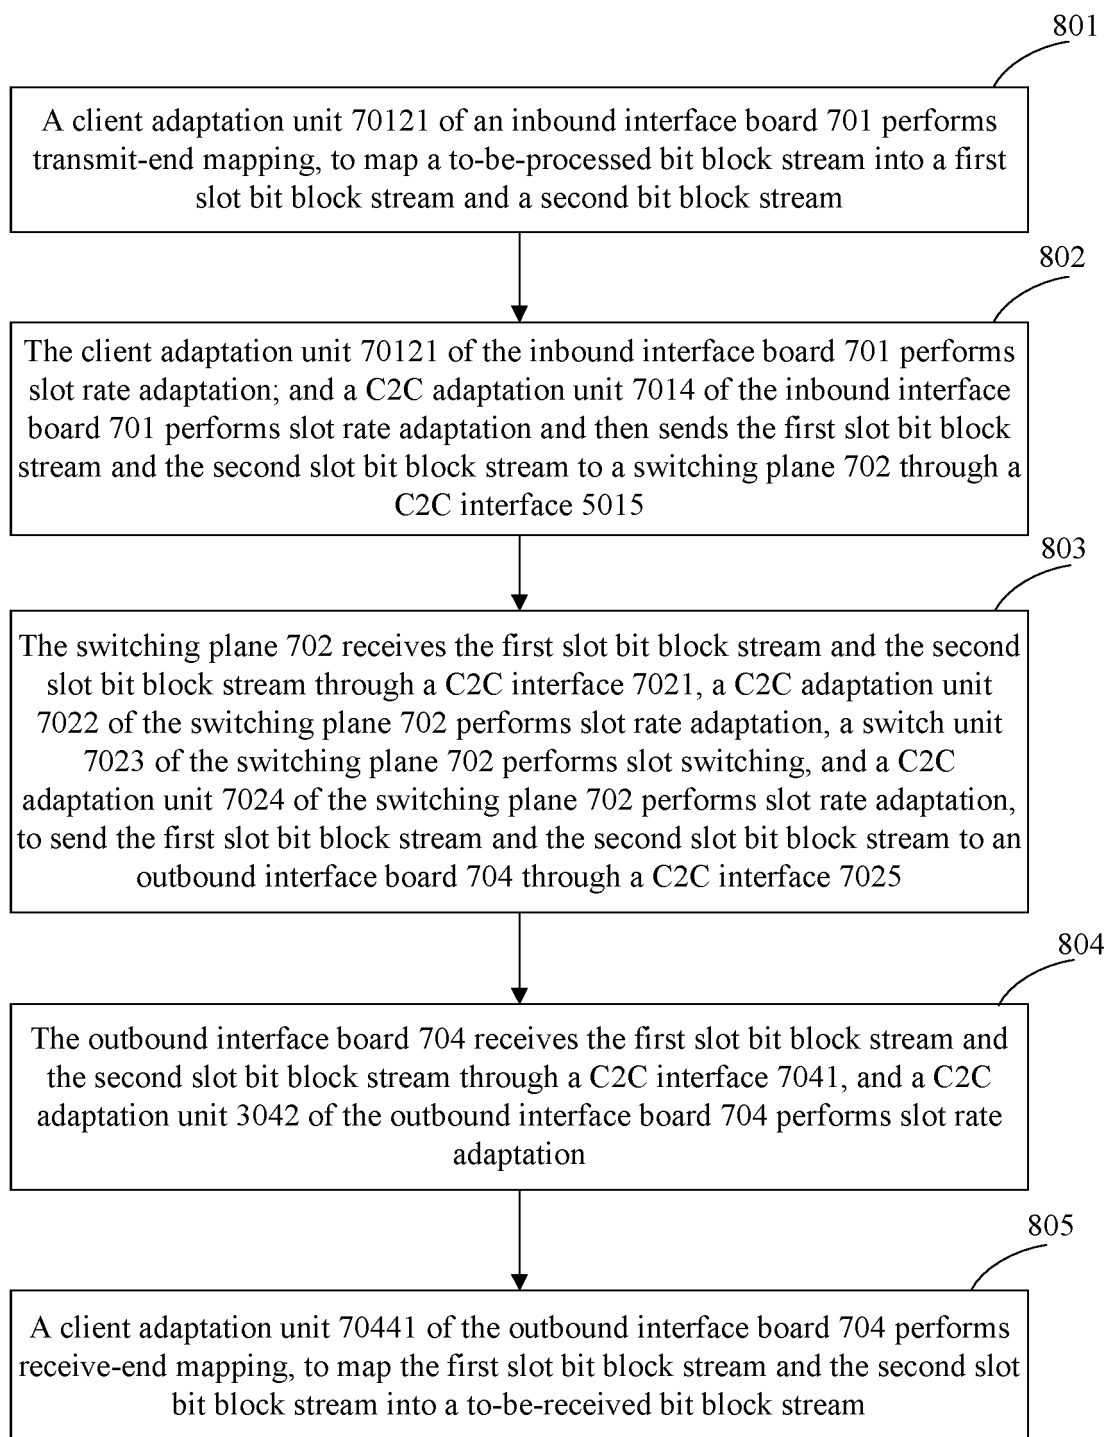 801
A client adaptation unit 70121 of an inbound interface board 701 performs
transmit-end mapping, to map a to-be-processed bit block stream into a first
slot bit block stream and a second bit block stream
802
The client adaptation unit 70121 of the inbound interface board 701 performs
slot rate adaptation; and a C2C adaptation unit 7014 of the inbound interface
board 701 performs slot rate adaptation and then sends the first slot bit block
stream and the second slot bit block stream to a switching plane 702 through a
C2C interface 5015
803
The switching plane 702 receives the first slot bit block stream and the second
slot bit block stream through a C2C interface 7021, a C2C adaptation unit
7022 of the switching plane 702 performs slot rate adaptation, a switch unit
7023 of the switching plane 702 performs slot switching, and a C2C
adaptation unit 7024 of the switching plane 702 performs slot rate adaptation,
to send the first slot bit block stream and the second slot bit block stream to an
outbound interface board 704 through a C2C interface 7025
804
The outbound interface board 704 receives the first slot bit block stream and
the second slot bit block stream through a C2C interface 7041, and a C2C
adaptation unit 3042 of the outbound interface board 704 performs slot rate
adaptation
805
A client adaptation unit 70441 of the outbound interface board 704 performs
receive-end mapping, to map the first slot bit block stream and the second slot
bit block stream into a to-be-received bit block stream